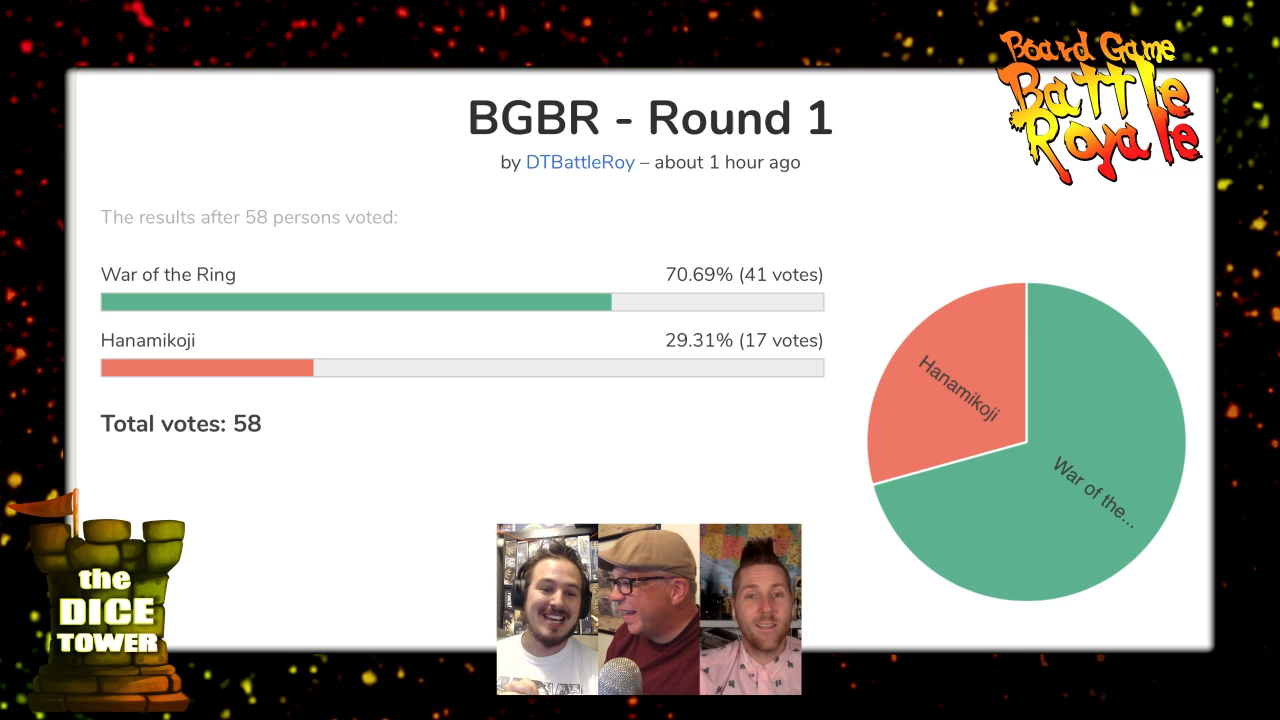 Board Game
Battle
Royale
BGBR - Round 1
by DTBattleRoy – about 1 hour ago
The results after 58 persons voted:
War of the Ring 70.69% (41 votes)
Hanamikoji 29.31% (17 votes)
Total votes: 58
Hanamikoji
War of the...
the
DICE
TOWER